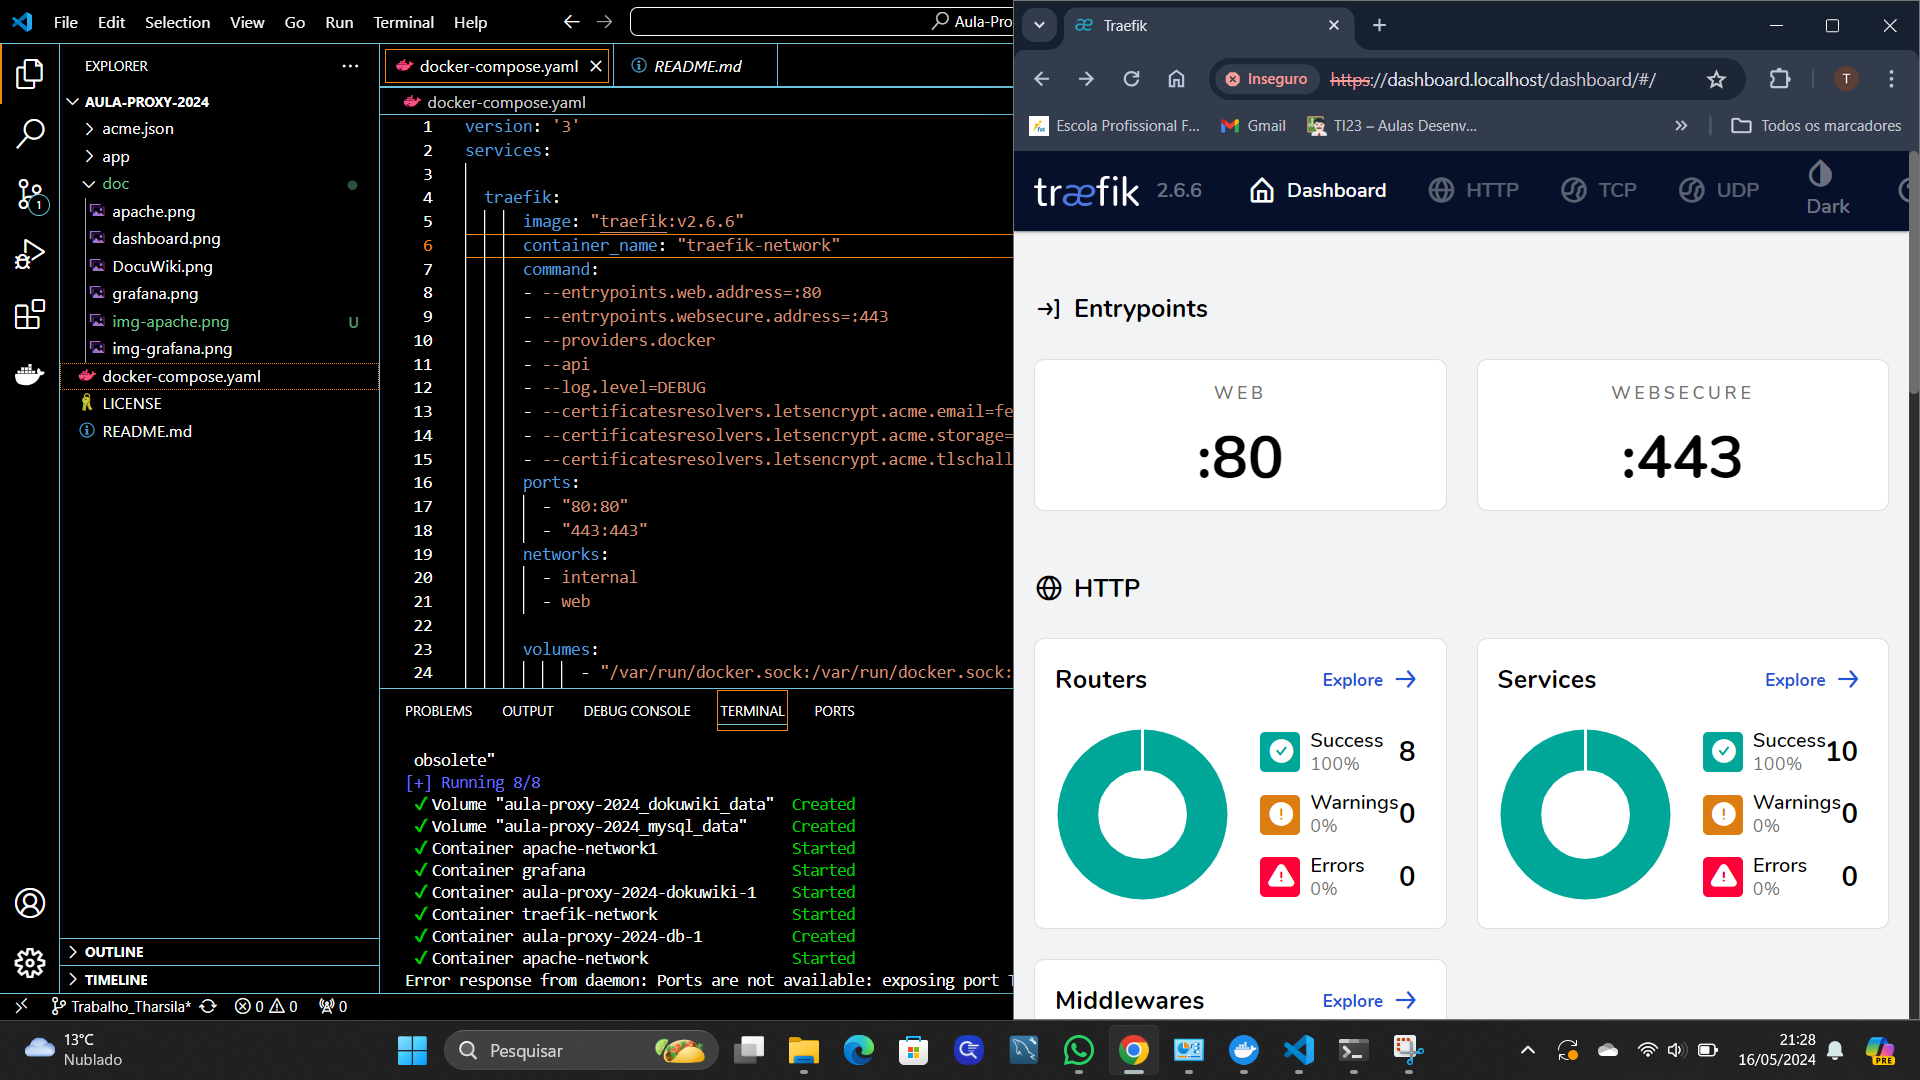 File Edit Selection View Go Run Terminal Help
Aula-Pro
EXPLORER
AULA-PROXY-2024
acme.json
app
doc
apache.png
dashboard.png
DocuWiki.png
grafana.png
img-apache.png U
img-grafana.png
docker-compose.yaml
LICENSE
README.md
OUTLINE
TIMELINE
docker-compose.yaml
README.md
docker-compose.yaml
1 version: '3'
2 services:
3
4 traefik:
5 image: "traefik:v2.6.6"
6 container_name: "traefik-network"
7 command:
8 - --entrypoints.web.address=:80
9 - --entrypoints.websecure.address=:443
10 - --providers.docker
11 - --api
12 - --log.level=DEBUG
13 - --certificatesresolvers.letsencrypt.acme.email=fe
14 - --certificatesresolvers.letsencrypt.acme.storage=
15 - --certificatesresolvers.letsencrypt.acme.tlschall
16 ports:
17 - "80:80"
18 - "443:443"
19 networks:
20 - internal
21 - web
22
23 volumes:
24 - "/var/run/docker.sock:/var/run/docker.sock:
PROBLEMS OUTPUT DEBUG CONSOLE TERMINAL PORTS
obsolete"
[+] Running 8/8
✓ Volume "aula-proxy-2024_dokuwiki_data" Created
✓ Volume "aula-proxy-2024_mysql_data" Created
✓ Container apache-network1 Started
✓ Container grafana Started
✓ Container aula-proxy-2024-dokuwiki-1 Started
✓ Container traefik-network Started
✓ Container aula-proxy-2024-db-1 Created
✓ Container apache-network Started
Error response from daemon: Ports are not available: exposing port
Trabalho_Tharsila* 0 0 0
1
Traefik
Inseguro https://dashboard.localhost/dashboard/#/
T
Escola Profissional F... Gmail TI23 – Aulas Desenv... » Todos os marcadores
træfik 2.6.6 Dashboard HTTP TCP UDP Dark
Entrypoints
WEB
:80
WEBSECURE
:443
HTTP
Routers Explore
Success 8
100%
Warnings 0
0%
Errors 0
0%
Services Explore
Success 10
100%
Warnings 0
0%
Errors 0
0%
Middlewares Explore
13°C
Nublado
Pesquisar
21:28
16/05/2024
PRE